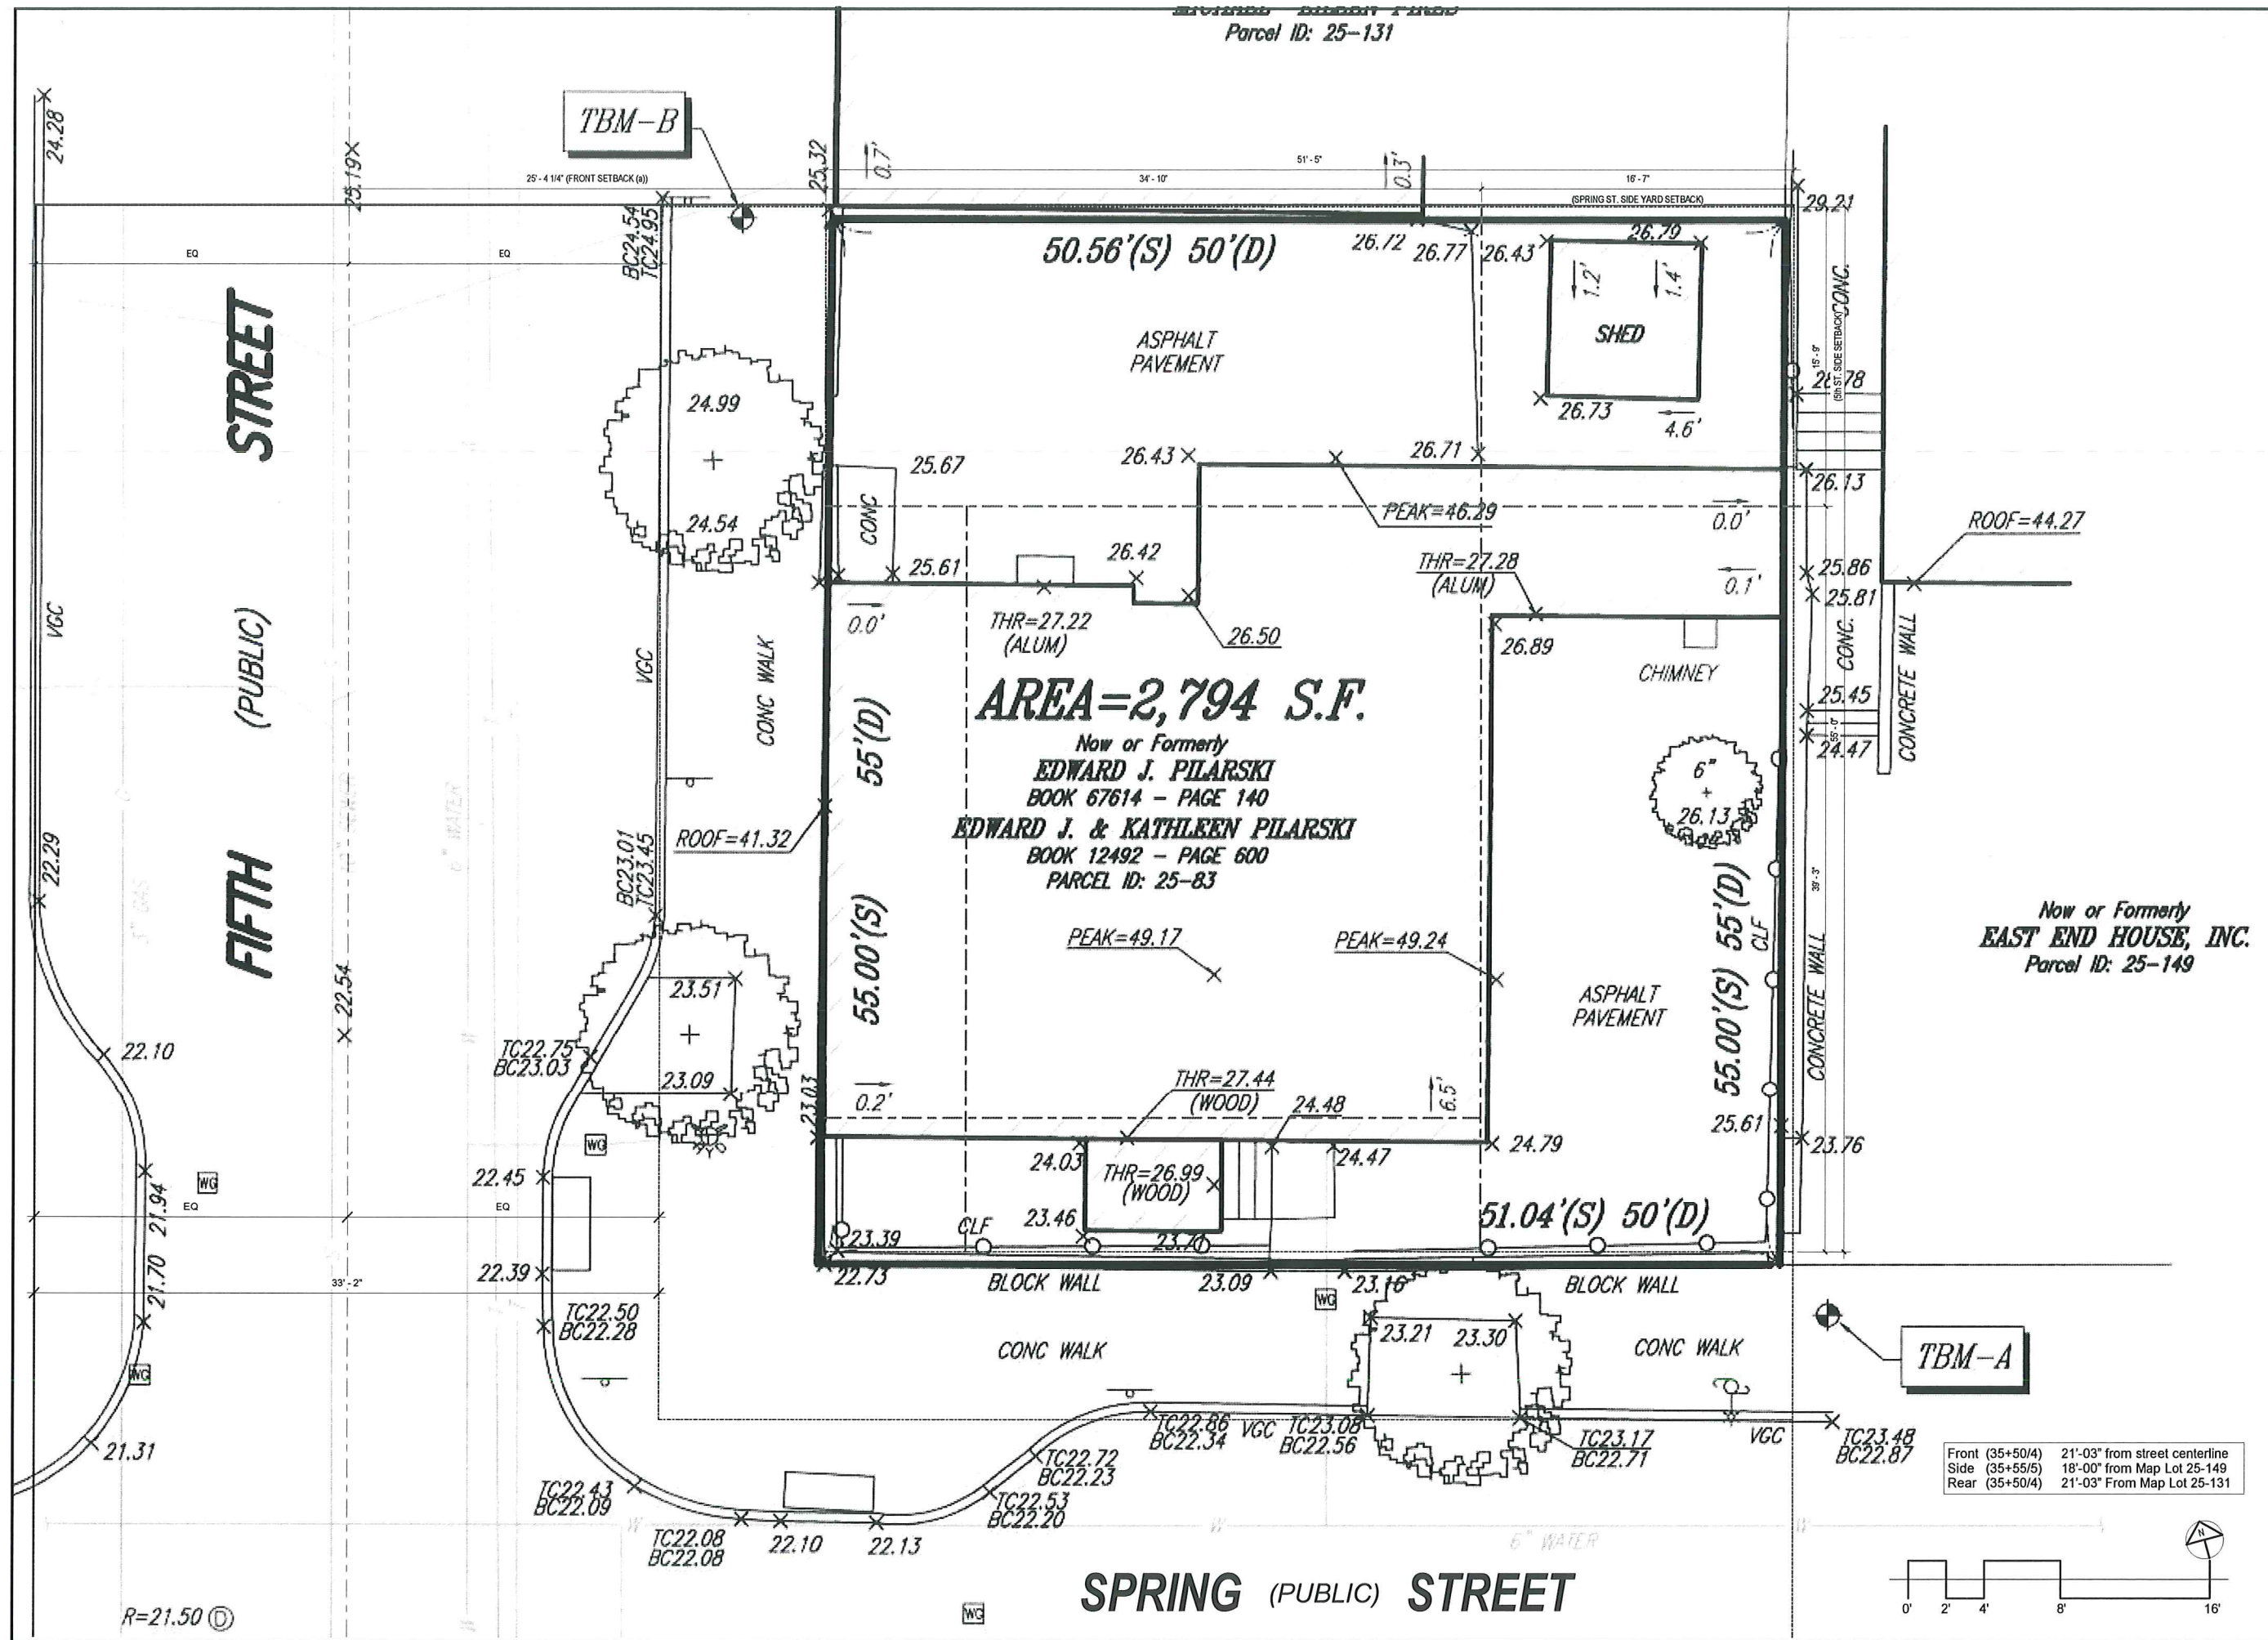 Parcel ID: 25-131
24.28
25.19
TBM-B
25'- 4 1/4" (FRONT SETBACK (a))
25.32
0.7'
51'- 5"
34'- 10"
0.3'
16'- 7"
(SPRING ST. SIDE YARD SETBACK)
29.21
EQ
EQ
BC24.54
TC24.95
50.56'(S) 50'(D)
26.72
26.77
26.43
26.79
1.2'
1.4'
SHED
CONC.
(5th ST. SIDE SETBACK)
15'- 9"
26.73
4.6'
ASPHALT
PAVEMENT
24.99
24.54
25.67
CONC
25.61
26.43
26.71
26.42
PEAK=46.29
0.0'
26.13
ROOF=44.27
THR=27.28
(ALUM)
0.1'
25.86
25.81
0.0'
THR=27.22
(ALUM)
26.50
26.89
CHIMNEY
CONC.
CONCRETE WALL
FIFTH (PUBLIC) STREET
VGC
VGC
CONC WALK
AREA=2,794 S.F.
Now or Formerly
EDWARD J. PILARSKI
BOOK 67614 - PAGE 140
EDWARD J. & KATHLEEN PILARSKI
BOOK 12492 - PAGE 600
PARCEL ID: 25-83
55'(D)
55.00'(S)
25.45
55'- 0"
24.47
6"
26.13
ROOF=41.32
BC23.01
TC23.45
22.29
6" WATER
22.54
PEAK=49.17
PEAK=49.24
55.00'(S) 55'(D)
CLF
39'- 3"
CONCRETE WALL
Now or Formerly
EAST END HOUSE, INC.
Parcel ID: 25-149
ASPHALT
PAVEMENT
23.51
22.10
TC22.75
BC23.03
23.09
23.03
0.2'
THR=27.44
(WOOD)
24.48
6.5'
25.61
23.76
WG
WG
22.45
24.03
THR=26.99
(WOOD)
24.47
24.79
21.94
EQ
EQ
23.46
CLF
23.39
51.04'(S) 50'(D)
21.70
33'- 2"
22.39
22.73
BLOCK WALL
23.09
23.16
BLOCK WALL
WG
TC22.50
BC22.28
23.21
23.30
CONC WALK
CONC WALK
TBM-A
WG
21.31
TC22.86
BC22.34
VGC
TC23.08
BC22.56
TC23.17
BC22.71
VGC
TC23.48
BC22.87
TC22.72
BC22.23
TC22.43
BC22.09
TC22.53
BC22.20
TC22.08
BC22.08
22.10
22.13
Front (35+50/4) 21'-03" from street centerline
Side (35+55/5) 18'-00" from Map Lot 25-149
Rear (35+50/4) 21'-03" From Map Lot 25-131
W
W
6" WATER
W
N
SPRING (PUBLIC) STREET
WG
R=21.50 D
0' 2' 4' 8' 16'